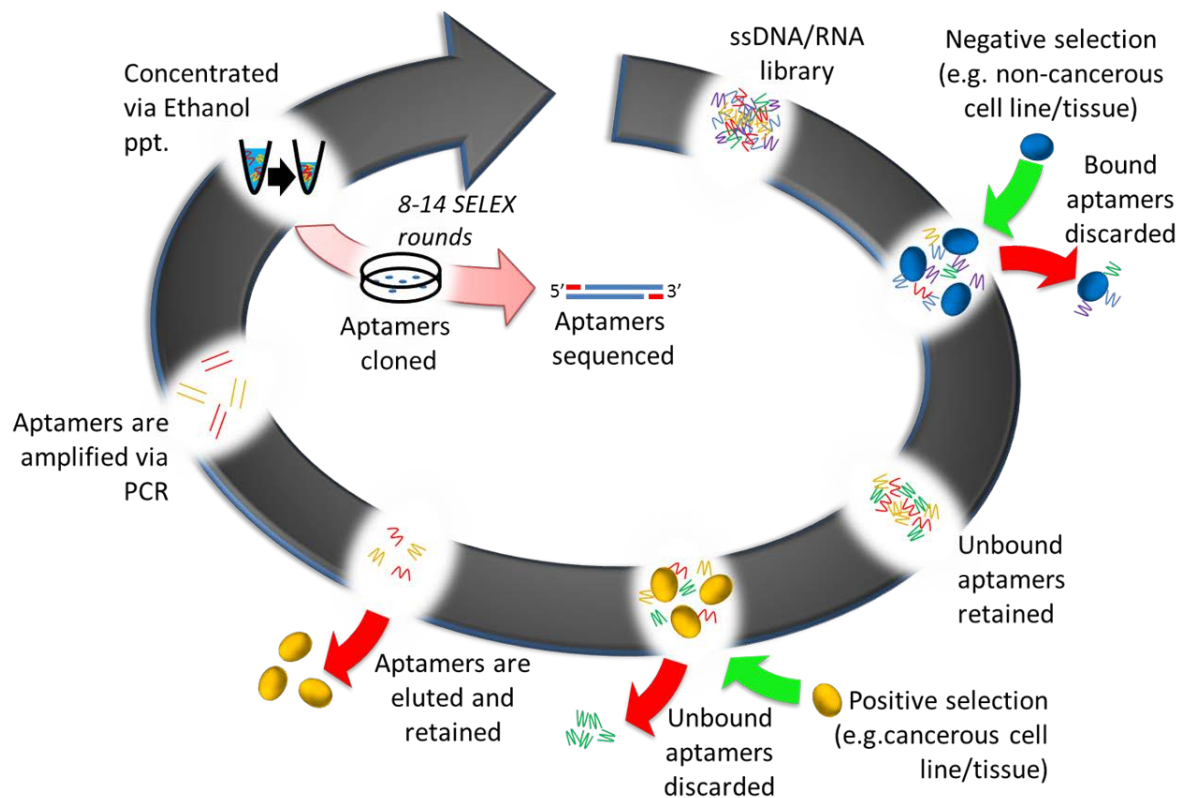 ssDNA/RNA
library
Negative selection
(e.g. non-cancerous
cell line/tissue)
Bound
aptamers
discarded
Unbound
aptamers
retained
Positive selection
(e.g.cancerous cell
line/tissue)
Unbound
aptamers
discarded
Aptamers are
eluted and
retained
Aptamers are
amplified via
PCR
Concentrated
via Ethanol
ppt.
8-14 SELEX
rounds
Aptamers
cloned
5’ 3’
Aptamers
sequenced